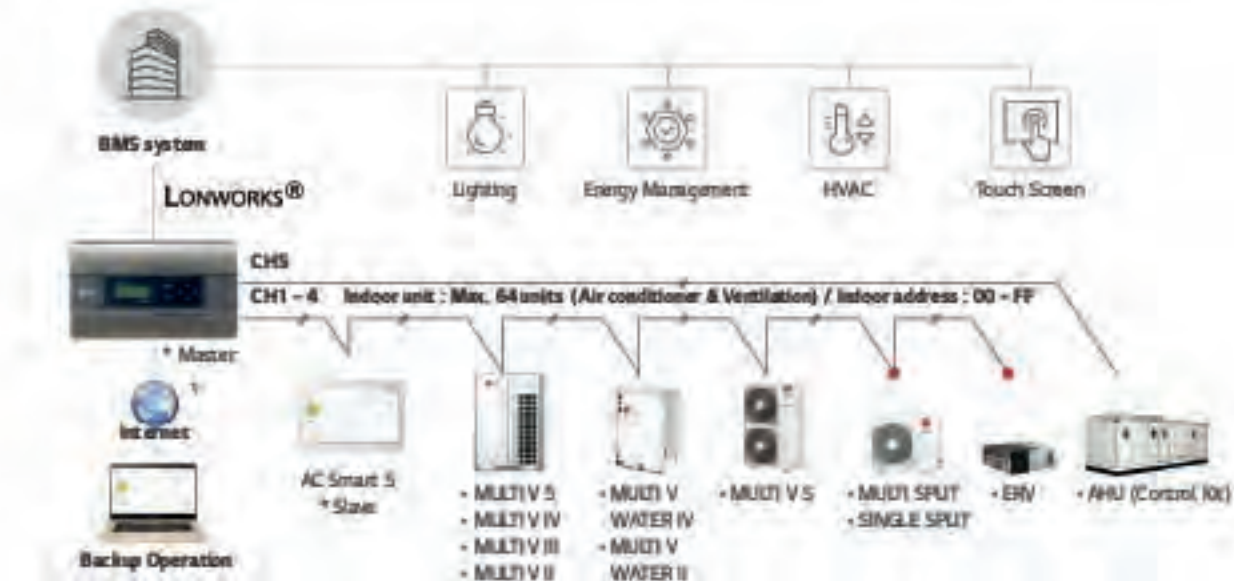 BMS system
LONWORKS®
Lighting
Energy Management
HVAC
Touch Screen
CH5
CH1 ~ 4 Indoor unit : Max. 64 units (Air conditioner & Ventilation) / Indoor address : 00 ~ FF
* Master
Internet
Backup Operation
AC Smart 5
* Slave
• MULTI V 5
• MULTI V IV
• MULTI V III
• MULTI V II
• MULTI V
WATER IV
• MULTI V
WATER II
• MULTI V S
• MULTI SPLIT
• SINGLE SPLIT
• ERV
• AHU (Control Kit)